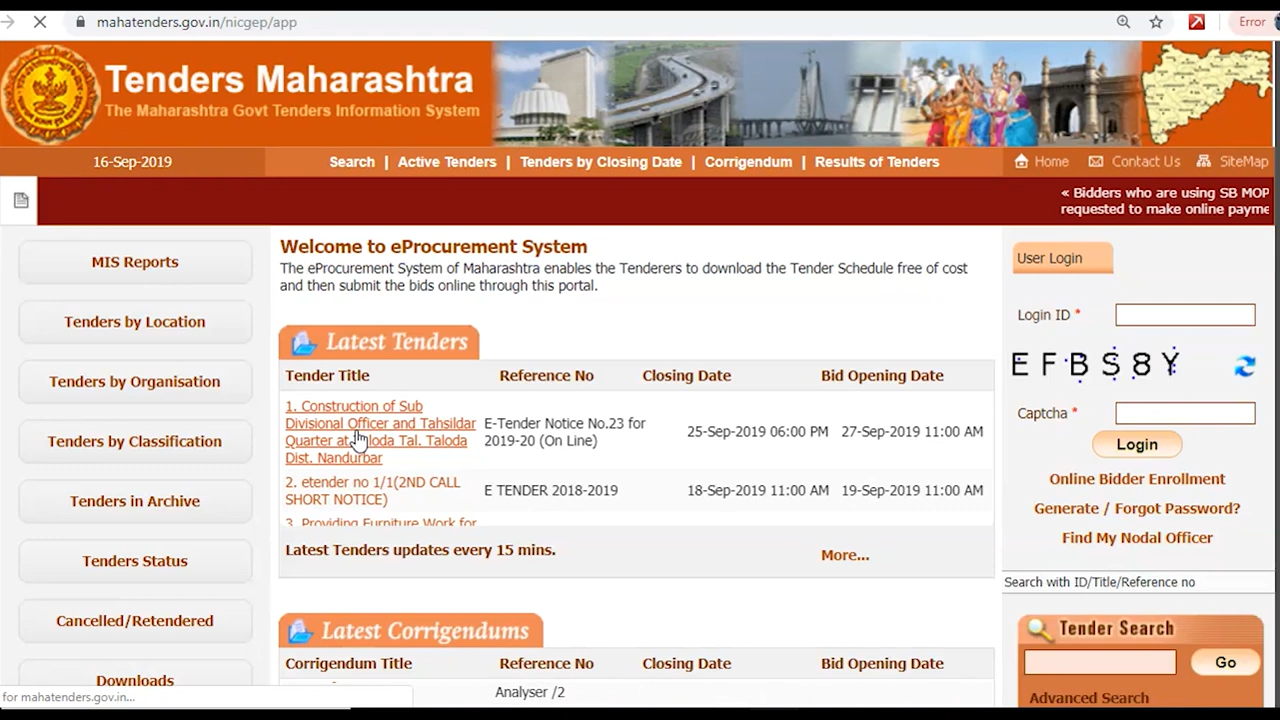 mahatenders.gov.in/nicgep/app
Error
Tenders Maharashtra
The Maharashtra Govt Tenders Information System
16-Sep-2019
Search | Active Tenders | Tenders by Closing Date | Corrigendum | Results of Tenders
Home
Contact Us
SiteMap
« Bidders who are using SB MOP
requested to make online payme
MIS Reports
Tenders by Location
Tenders by Organisation
Tenders by Classification
Tenders in Archive
Tenders Status
Cancelled/Retendered
Downloads
for mahatenders.gov.in...
Welcome to eProcurement System
The eProcurement System of Maharashtra enables the Tenderers to download the Tender Schedule free of cost
and then submit the bids online through this portal.
Latest Tenders
Tender Title Reference No Closing Date Bid Opening Date
1. Construction of Sub
Divisional Officer and Tahsildar
Quarter at Taloda Tal. Taloda
Dist. Nandurbar
E-Tender Notice No.23 for
2019-20 (On Line)
25-Sep-2019 06:00 PM
27-Sep-2019 11:00 AM
2. etender no 1/1(2ND CALL
SHORT NOTICE)
E TENDER 2018-2019
18-Sep-2019 11:00 AM
19-Sep-2019 11:00 AM
3. Providing Furniture Work for
Latest Tenders updates every 15 mins.
More...
Latest Corrigendums
Corrigendum Title Reference No Closing Date Bid Opening Date
Analyser /2
User Login
Login ID *
E F B S 8 Y
Captcha *
Login
Online Bidder Enrollment
Generate / Forgot Password?
Find My Nodal Officer
Search with ID/Title/Reference no
Tender Search
Go
Advanced Search